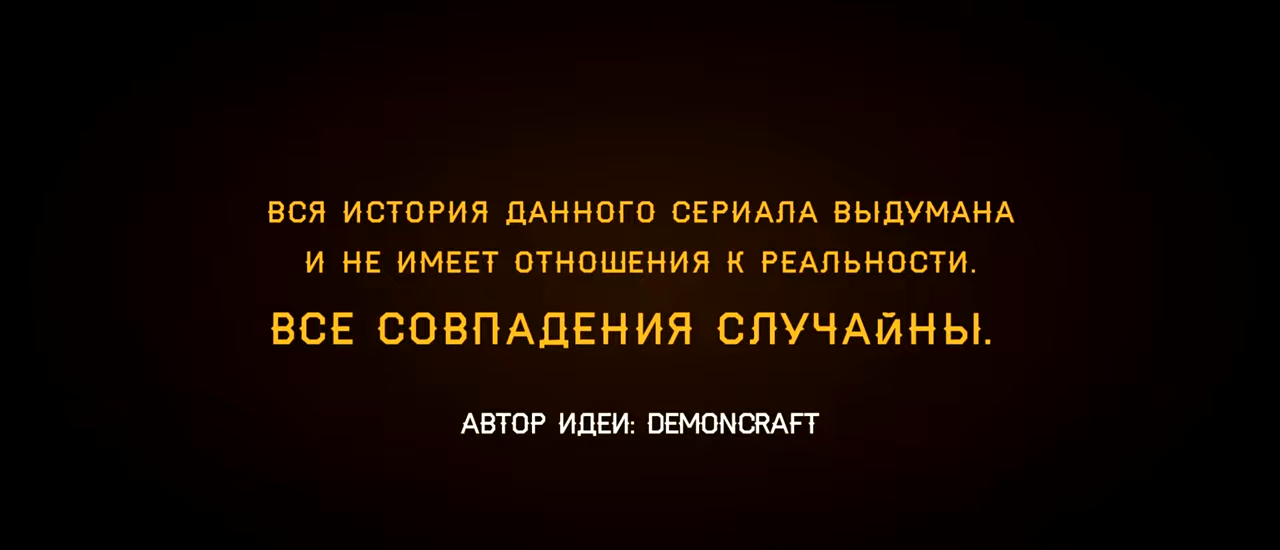 ВСЯ ИСТОРИЯ ДАННОГО СЕРИАЛА ВЫДУМАНА
И НЕ ИМЕЕТ ОТНОШЕНИЯ К РЕАЛЬНОСТИ.
ВСЕ СОВПАДЕНИЯ СЛУЧАйНЫ.
АВТОР ИДЕИ: DEMONCRAFT